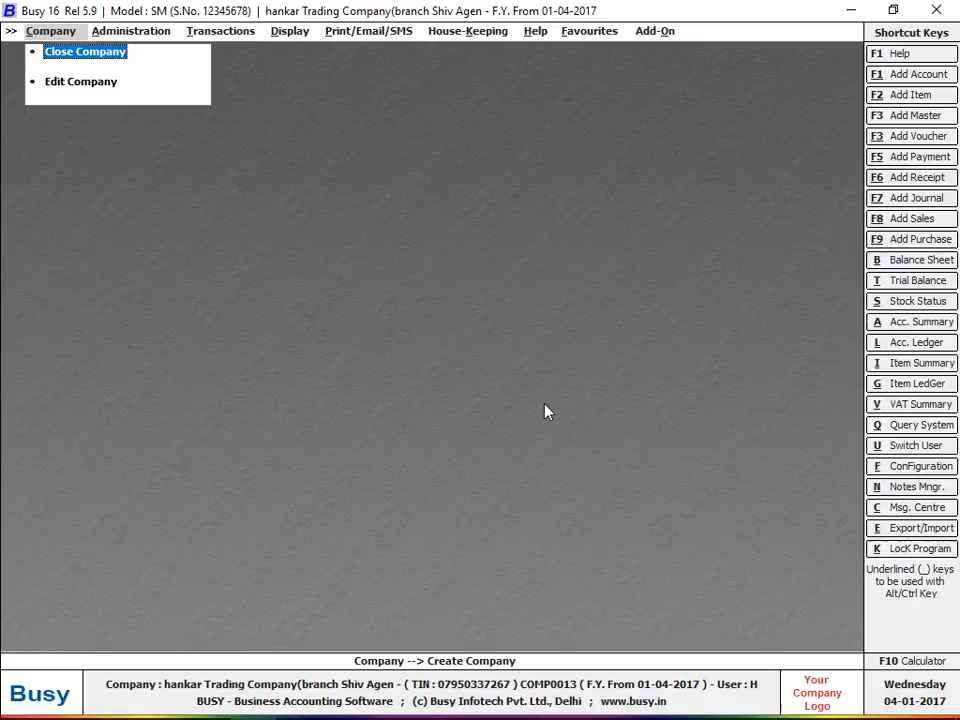 Busy 16 Rel 5.9 | Model : SM (S.No. 12345678) | hankar Trading Company(branch Shiv Agen - F.Y. From 01-04-2017
>> Company Administration Transactions Display Print/Email/SMS House-Keeping Help Favourites Add-On
Close Company
Edit Company
Shortcut Keys
F1 Help
F1 Add Account
F2 Add Item
F3 Add Master
F3 Add Voucher
F5 Add Payment
F6 Add Receipt
F7 Add Journal
F8 Add Sales
F9 Add Purchase
B Balance Sheet
T Trial Balance
S Stock Status
A Acc. Summary
L Acc. Ledger
I Item Summary
G Item LedGer
V VAT Summary
Q Query System
U Switch User
F ConFiguration
N Notes Mngr.
C Msg. Centre
E Export/Import
K LocK Program
Underlined (_) keys
to be used with
Alt/Ctrl Key
Company --> Create Company
F10 Calculator
Busy
Company : hankar Trading Company(branch Shiv Agen - ( TIN : 07950337267 ) COMP0013 ( F.Y. From 01-04-2017 ) - User : H
BUSY - Business Accounting Software ; (c) Busy Infotech Pvt. Ltd., Delhi ; www.busy.in
Your
Company
Logo
Wednesday
04-01-2017